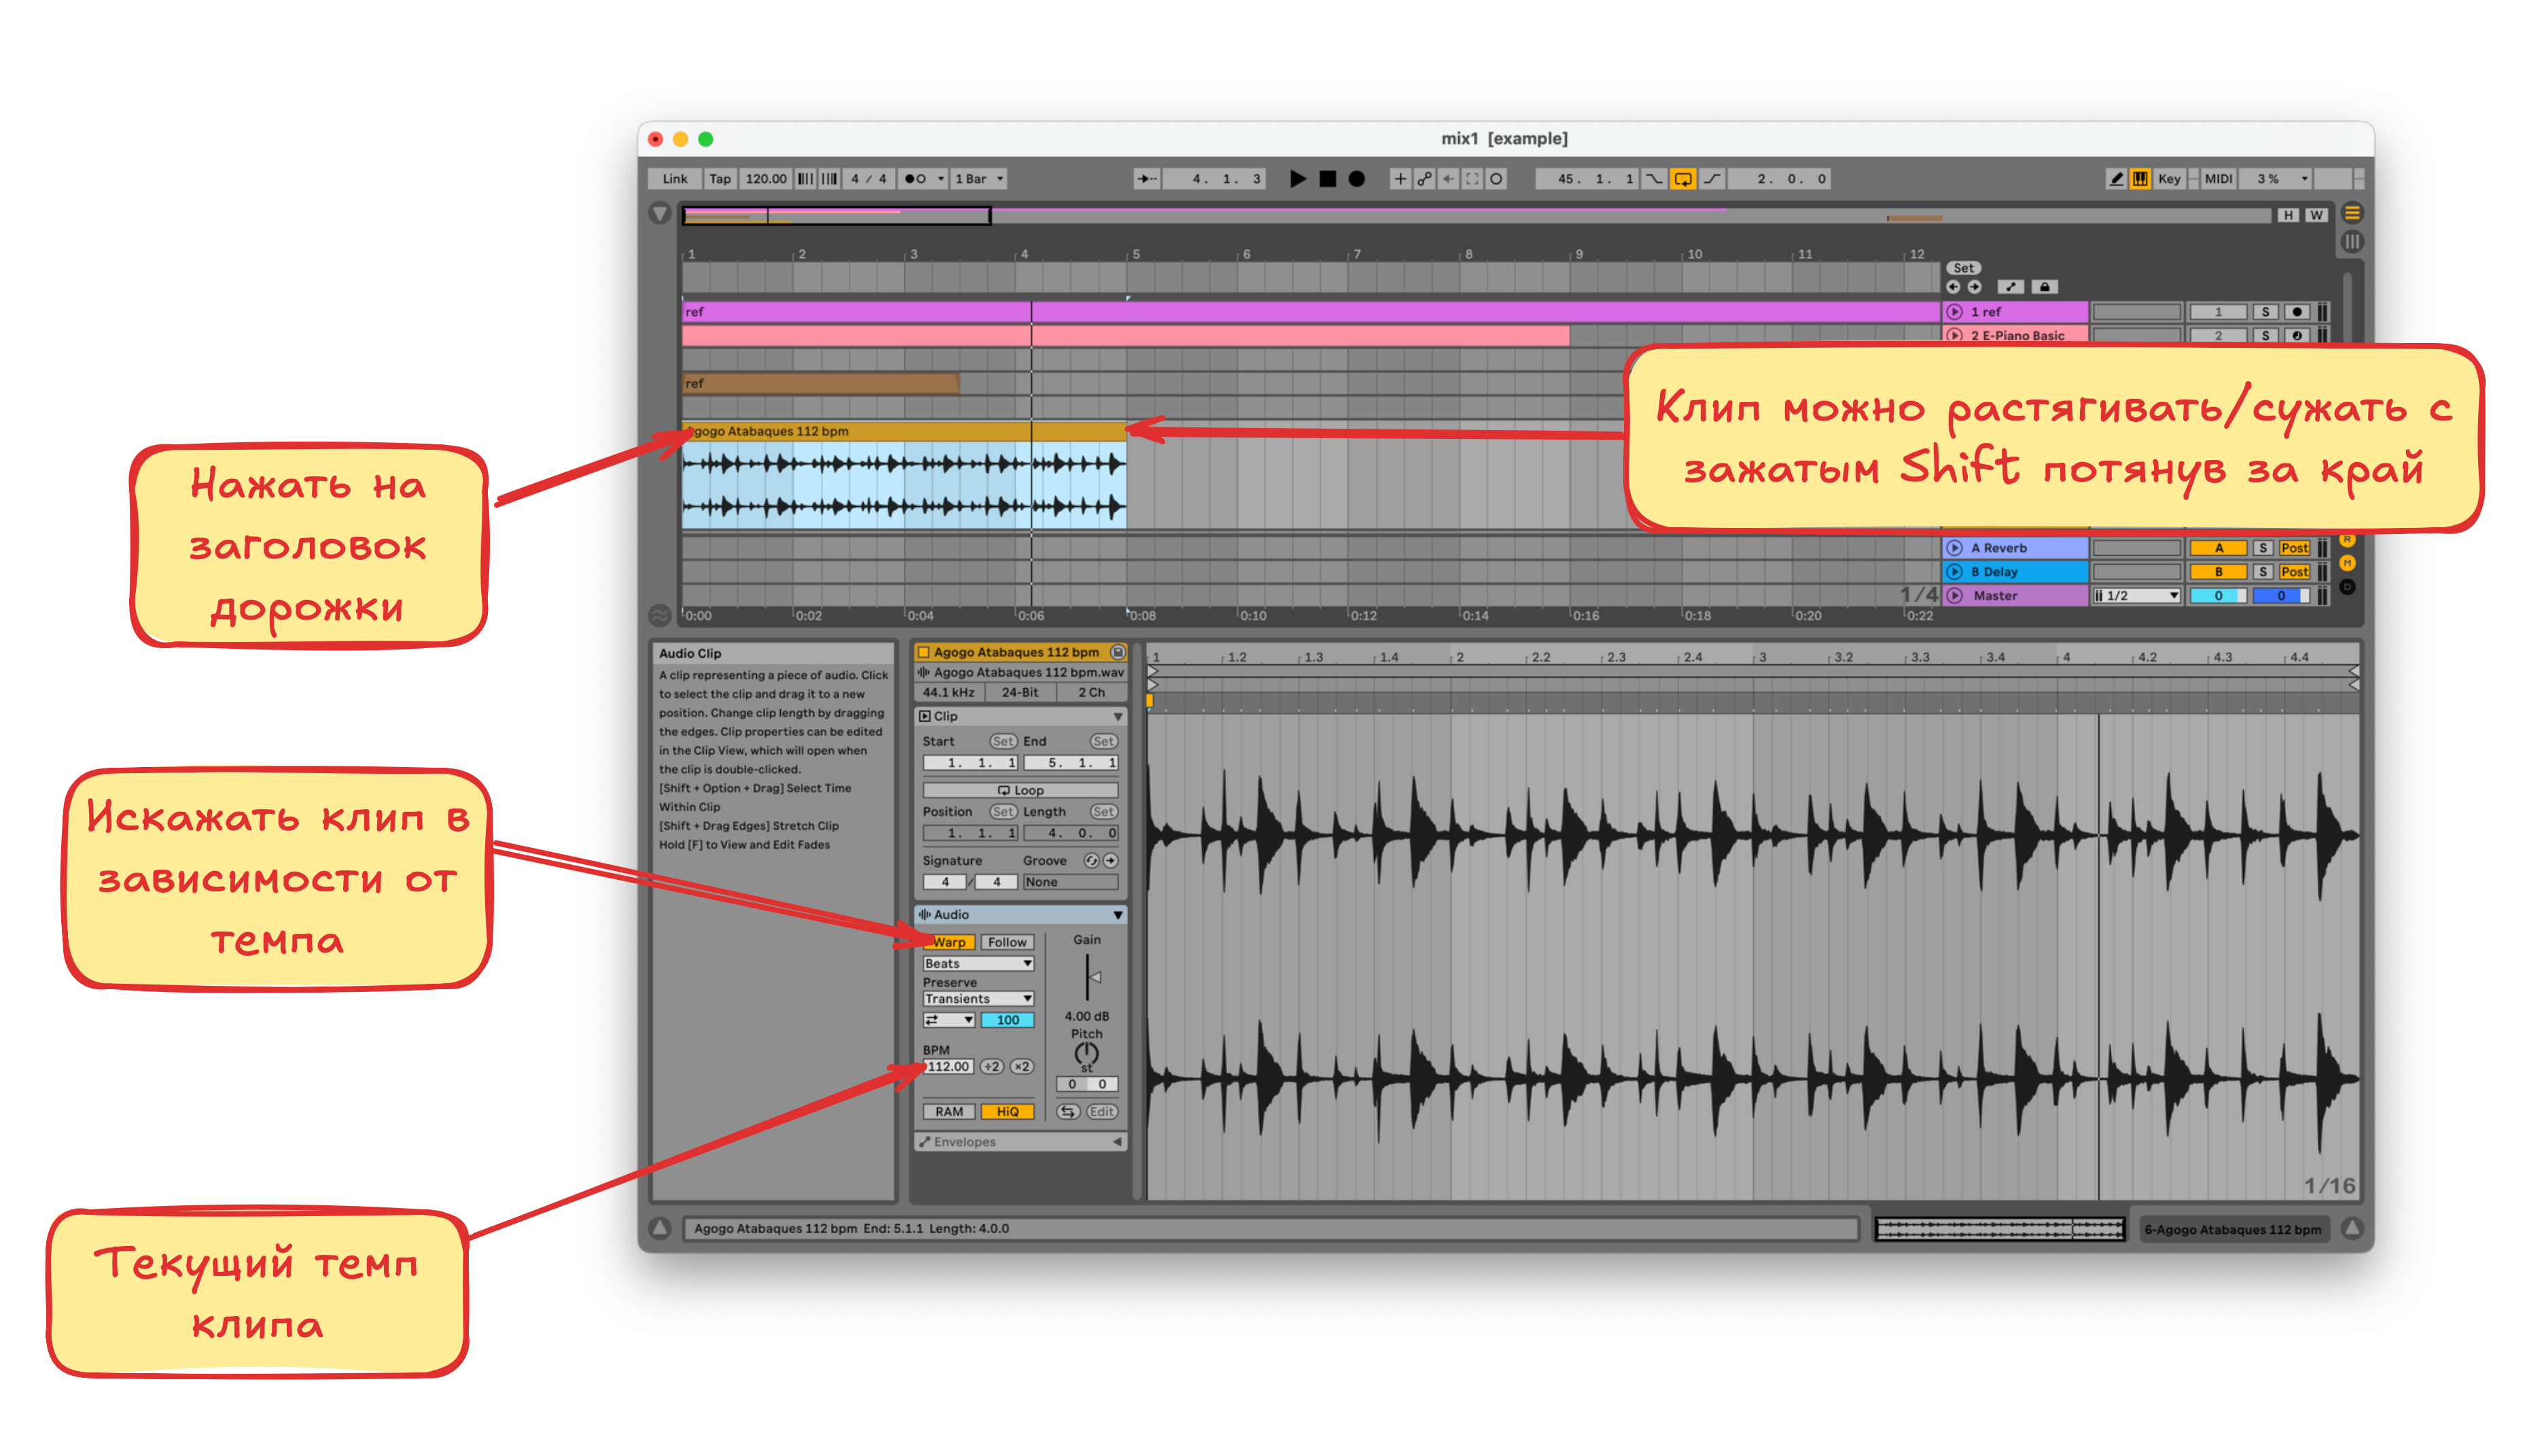 mix1 [example]
Link Tap 120.00 4 / 4 1 Bar 4. 1. 3 45. 1. 1 2. 0. 0 Key MIDI 3 %
H W
1 2 3 4 5 6 7 8 9 10 11 12
Set
ref 1 ref 1 S
2 E-Piano Basic 2 S
ref
Agogo Atabaques 112 bpm
Клип можно растягивать/сужать с
зажатым Shift потянув за край
Нажать на
заголовок
дорожки
A Reverb A S Post R
B Delay B S Post M
1/4 Master 1/2 0 0 D
0:00 0:02 0:04 0:06 0:08 0:10 0:12 0:14 0:16 0:18 0:20 0:22
Audio Clip
A clip representing a piece of audio. Click
to select the clip and drag it to a new
position. Change clip length by dragging
the edges. Clip properties can be edited
in the Clip View, which will open when
the clip is double-clicked.
[Shift + Option + Drag] Select Time
Within Clip
[Shift + Drag Edges] Stretch Clip
Hold [F] to View and Edit Fades
Agogo Atabaques 112 bpm
Agogo Atabaques 112 bpm.wav
44.1 kHz 24-Bit 2 Ch
Clip
Start Set End Set
1. 1. 1 5. 1. 1
Loop
Position Set Length Set
1. 1. 1 4. 0. 0
Signature Groove
4 / 4 None
Audio
Warp Follow Gain
Beats
Preserve
Transients
100 4.00 dB
Pitch
BPM
112.00 ÷2 ×2 st
0 0
RAM HiQ Edit
Envelopes
1 1.2 1.3 1.4 2 2.2 2.3 2.4 3 3.2 3.3 3.4 4 4.2 4.3 4.4
1/16
Искажать клип в
зависимости от
темпа
Текущий темп
клипа
Agogo Atabaques 112 bpm End: 5.1.1 Length: 4.0.0
6-Agogo Atabaques 112 bpm